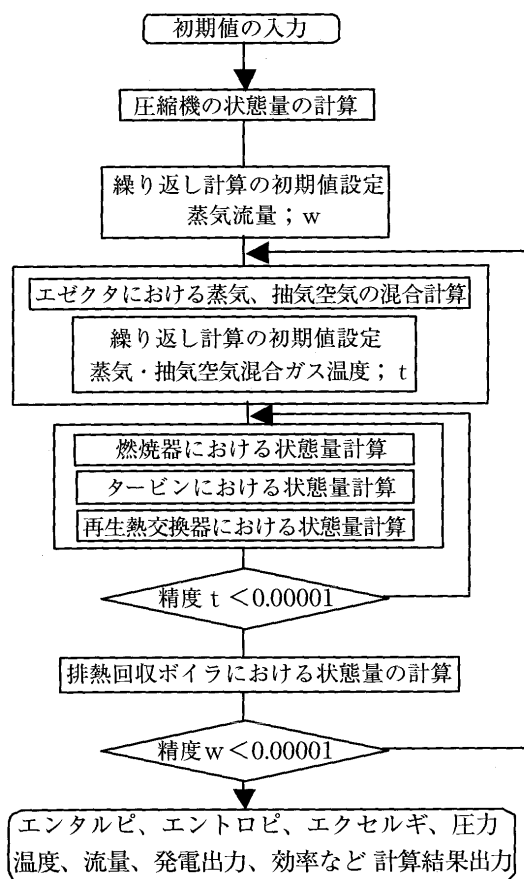 初期値の入力
圧縮機の状態量の計算
繰り返し計算の初期値設定
蒸気流量；w
エゼクタにおける蒸気、抽気空気の混合計算
繰り返し計算の初期値設定
蒸気・抽気空気混合ガス温度；t
燃焼器における状態量計算
タービンにおける状態量計算
再生熱交換器における状態量計算
精度 t ＜0.00001
排熱回収ボイラにおける状態量の計算
精度w＜0.00001
エンタルピ、エントロピ、エクセルギ、圧力
温度、流量、発電出力、効率など 計算結果出力